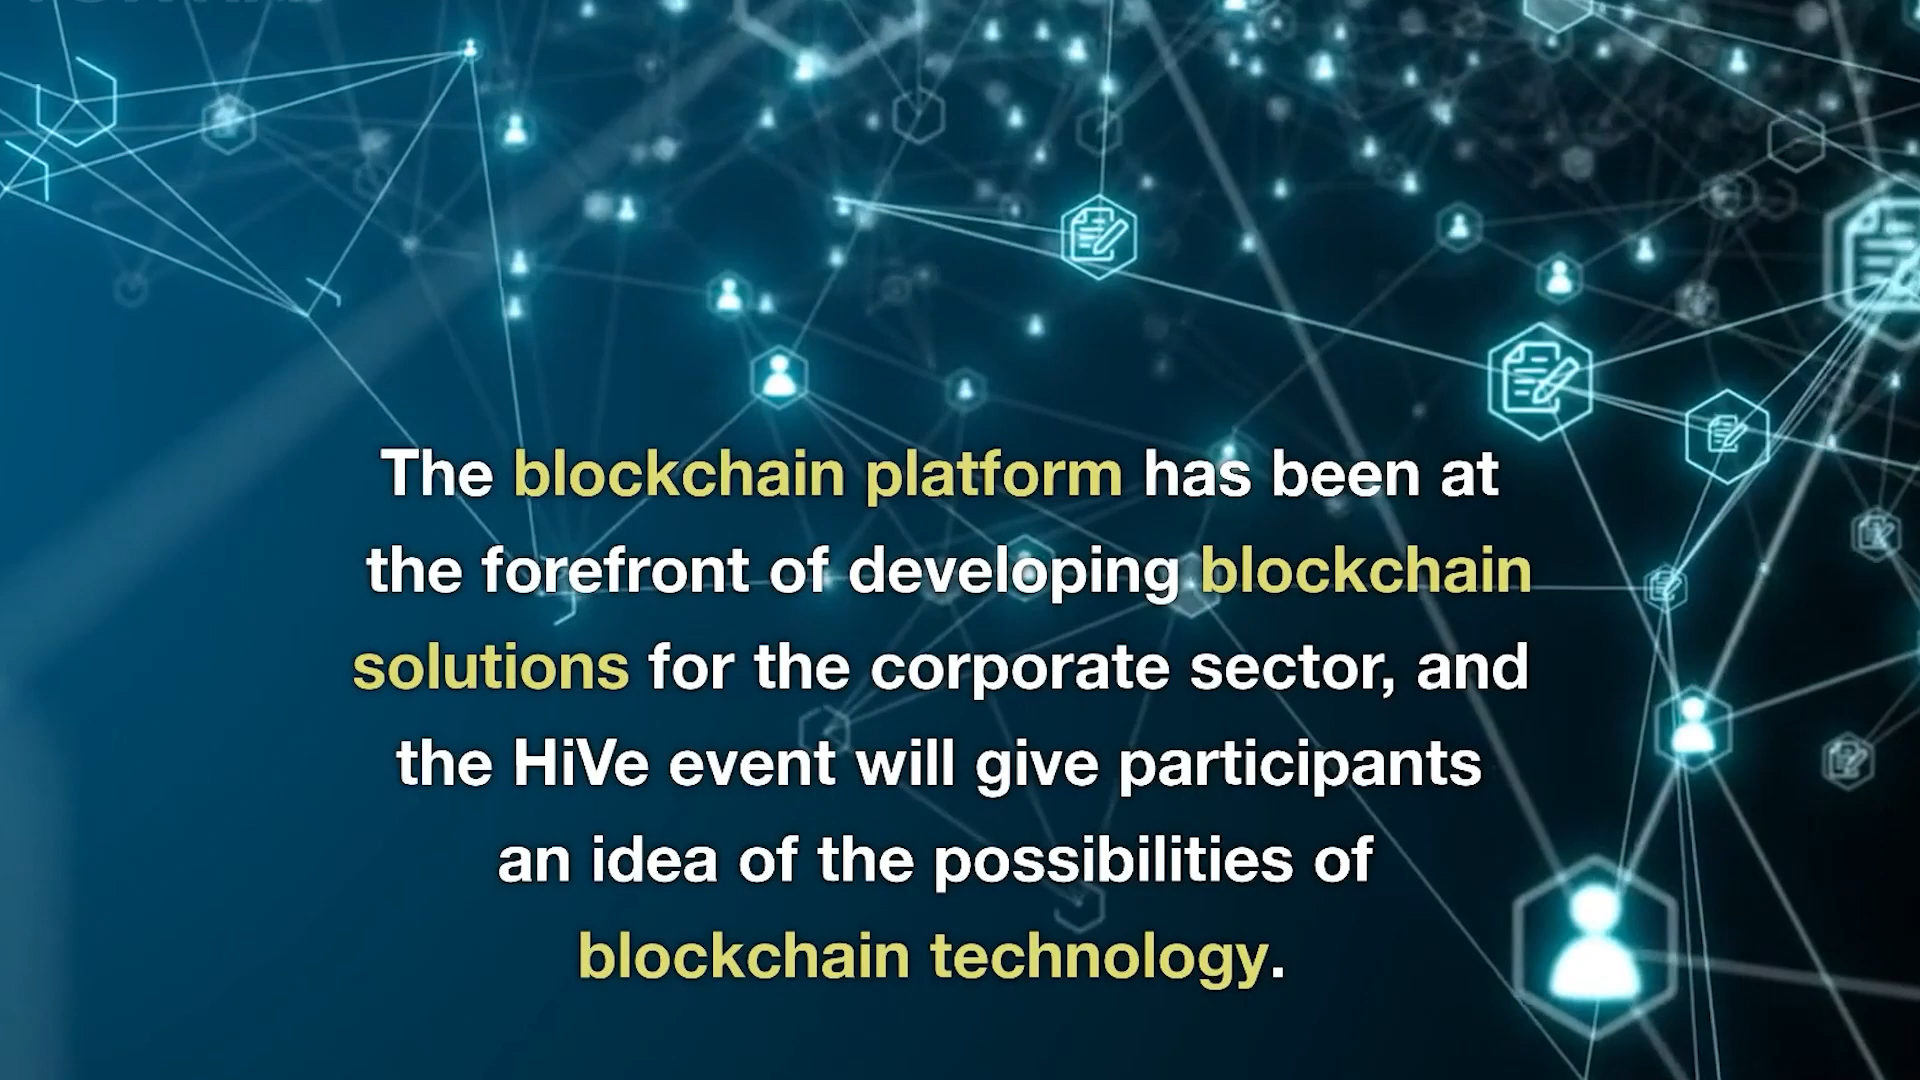 The blockchain platform has been at
the forefront of developing blockchain
solutions for the corporate sector, and
the HiVe event will give participants
an idea of the possibilities of
blockchain technology.